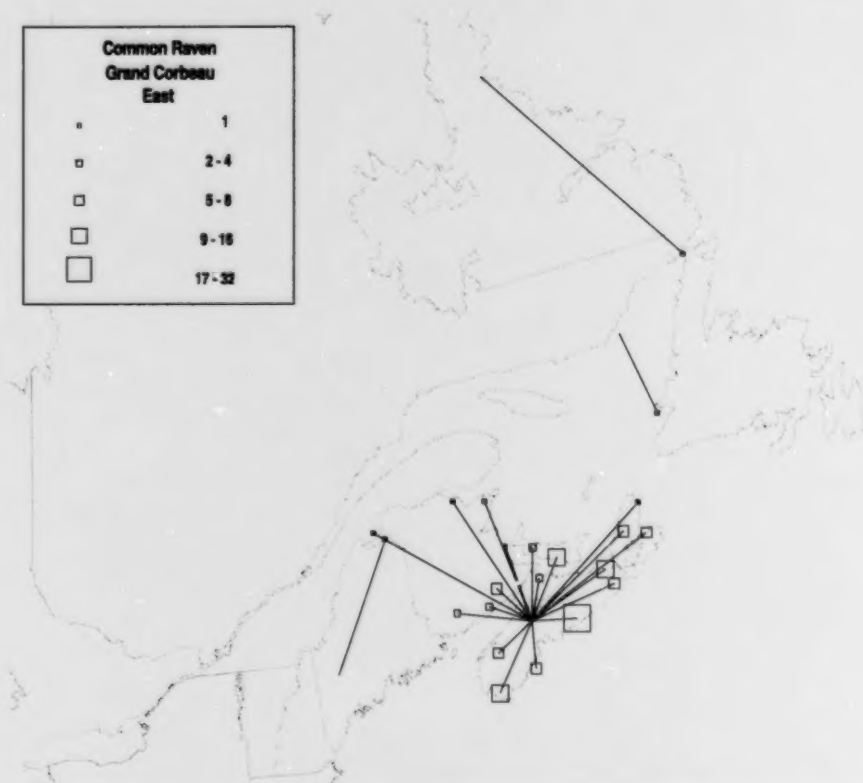 Common Raven
Grand Corbeau
East
1
2 - 4
5 - 8
9 - 16
17 - 32